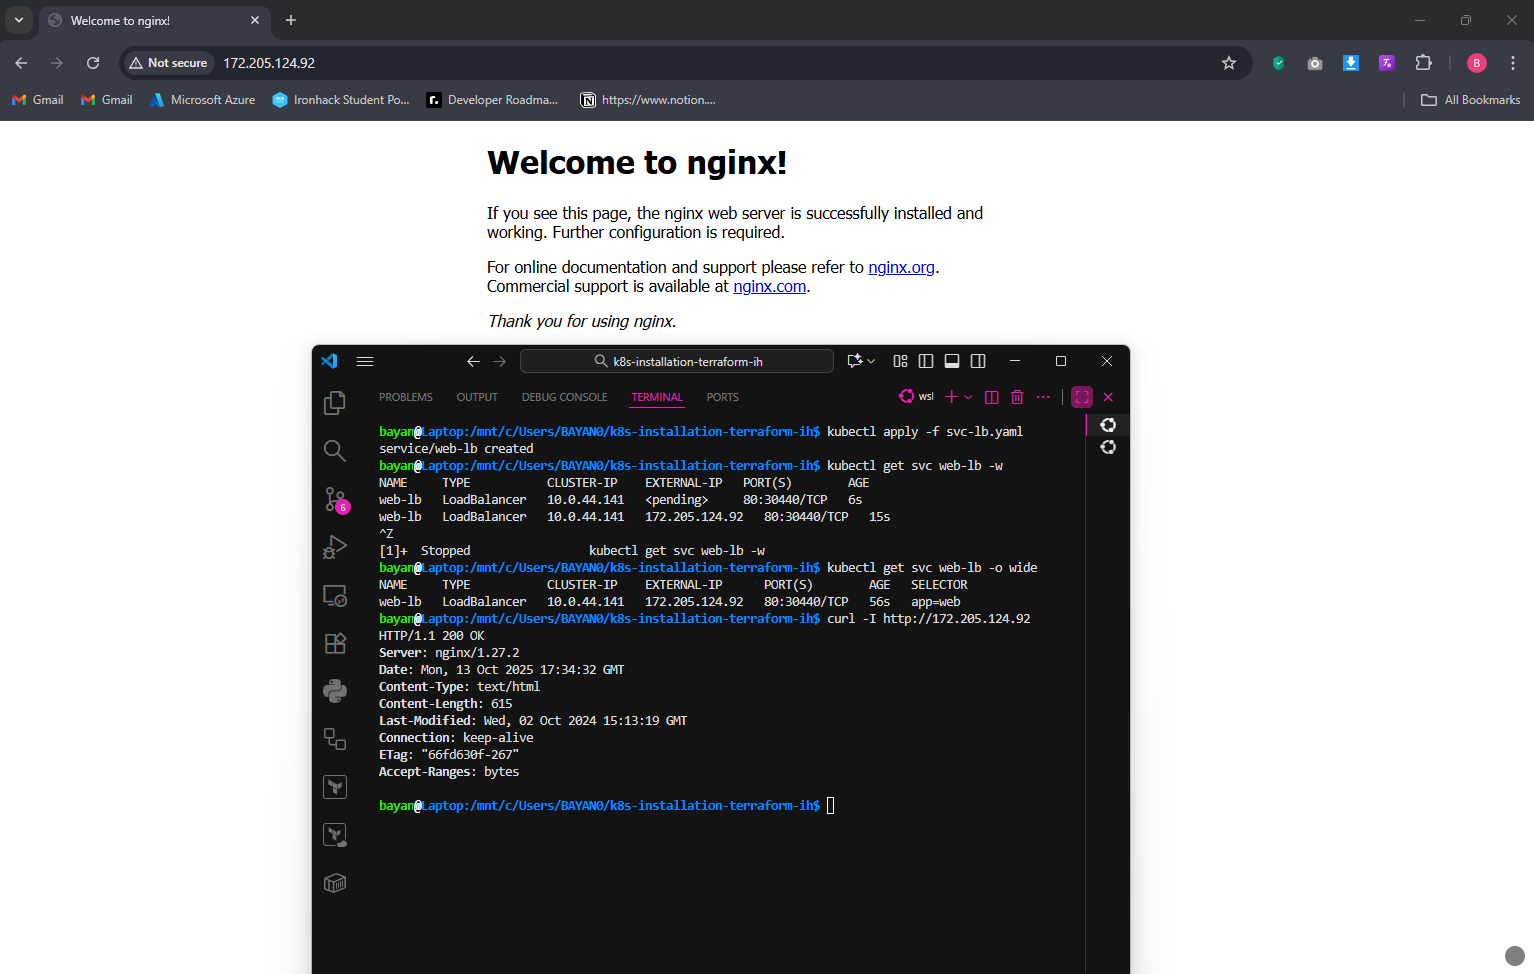 Welcome to nginx!
Not secure 172.205.124.92
B
Gmail Gmail Microsoft Azure Ironhack Student Po... Developer Roadma... https://www.notion.... All Bookmarks
Welcome to nginx!
If you see this page, the nginx web server is successfully installed and
working. Further configuration is required.
For online documentation and support please refer to nginx.org.
Commercial support is available at nginx.com.
Thank you for using nginx.
k8s-installation-terraform-ih
PROBLEMS OUTPUT DEBUG CONSOLE TERMINAL PORTS wsl
bayan@Laptop:/mnt/c/Users/BAYAN0/k8s-installation-terraform-ih$ kubectl apply -f svc-lb.yaml
service/web-lb created
bayan@Laptop:/mnt/c/Users/BAYAN0/k8s-installation-terraform-ih$ kubectl get svc web-lb -w
NAME TYPE CLUSTER-IP EXTERNAL-IP PORT(S) AGE
web-lb LoadBalancer 10.0.44.141 <pending> 80:30440/TCP 6s
web-lb LoadBalancer 10.0.44.141 172.205.124.92 80:30440/TCP 15s
^Z
[1]+ Stopped kubectl get svc web-lb -w
bayan@Laptop:/mnt/c/Users/BAYAN0/k8s-installation-terraform-ih$ kubectl get svc web-lb -o wide
NAME TYPE CLUSTER-IP EXTERNAL-IP PORT(S) AGE SELECTOR
web-lb LoadBalancer 10.0.44.141 172.205.124.92 80:30440/TCP 56s app=web
bayan@Laptop:/mnt/c/Users/BAYAN0/k8s-installation-terraform-ih$ curl -I http://172.205.124.92
HTTP/1.1 200 OK
Server: nginx/1.27.2
Date: Mon, 13 Oct 2025 17:34:32 GMT
Content-Type: text/html
Content-Length: 615
Last-Modified: Wed, 02 Oct 2024 15:13:19 GMT
Connection: keep-alive
ETag: "66fd630f-267"
Accept-Ranges: bytes
bayan@Laptop:/mnt/c/Users/BAYAN0/k8s-installation-terraform-ih$
6